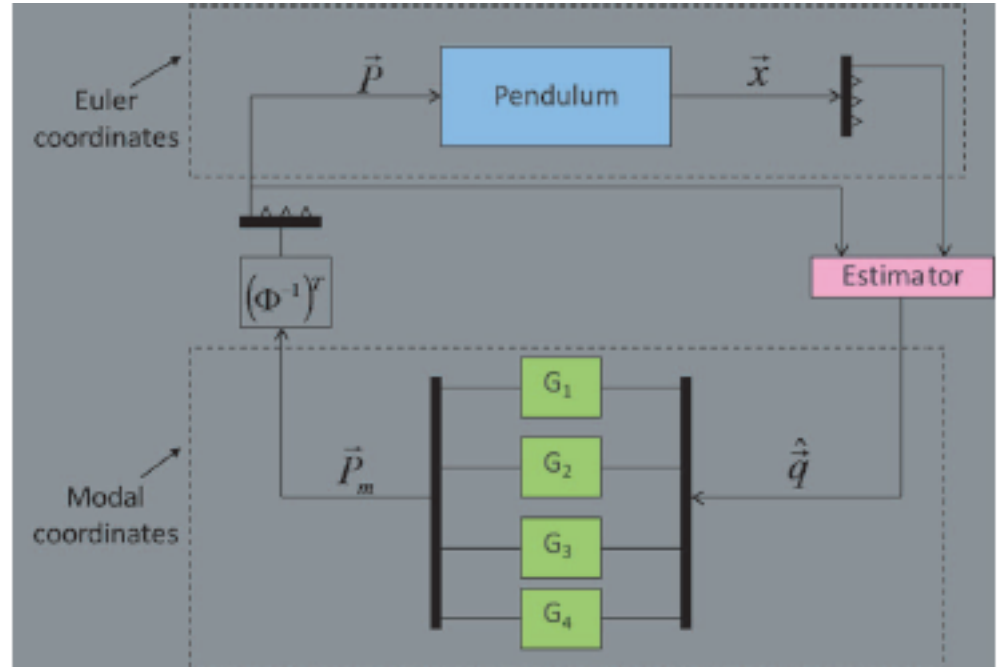 P⃗
Pendulum
x⃗
Euler
coordinates
Estimator
(Φ⁻¹)ᵀ
G₁
G₂
P⃗ₘ
q̂⃗
Modal
coordinates
G₃
G₄